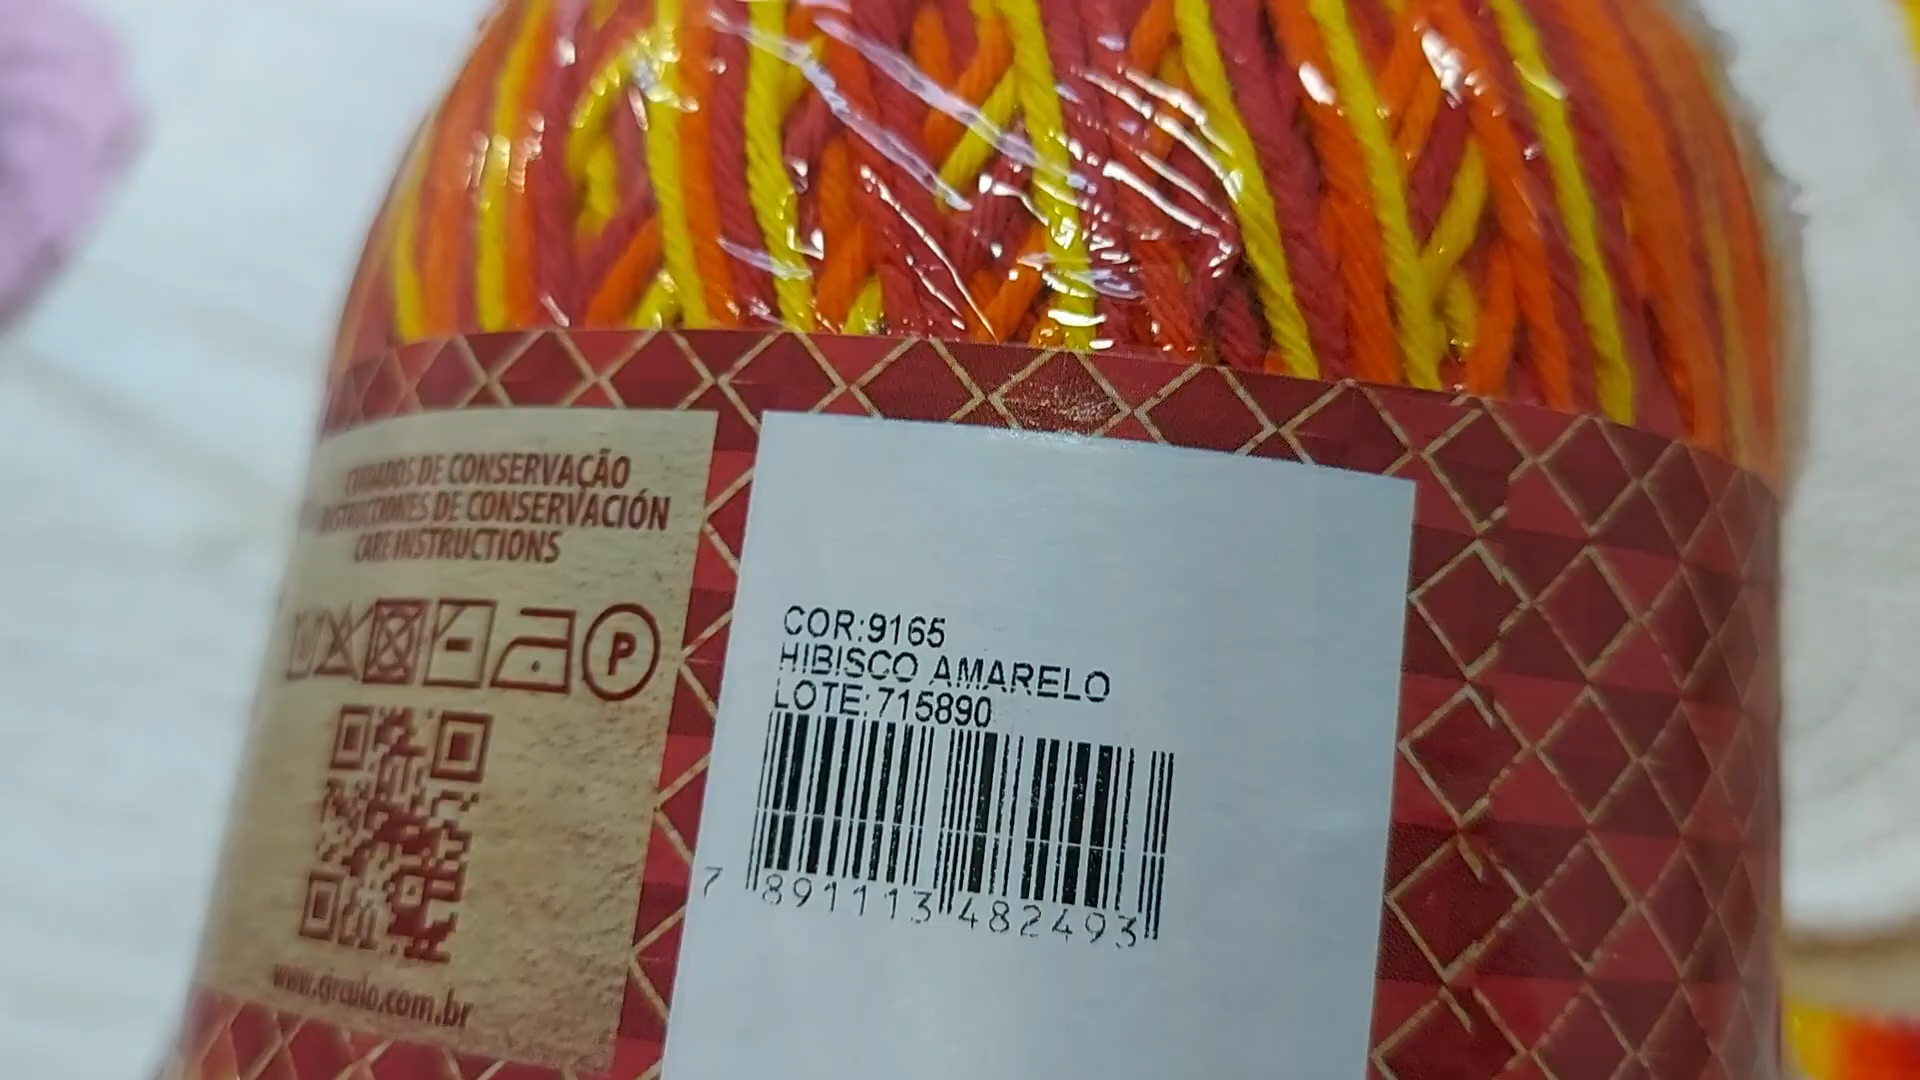 CUIDADOS DE CONSERVAÇÃO
INSTRUCCIONES DE CONSERVACIÓN
CARE INSTRUCTIONS
P
www.circulo.com.br
COR:9165
HIBISCO AMARELO
LOTE:715890
7 891113 482493